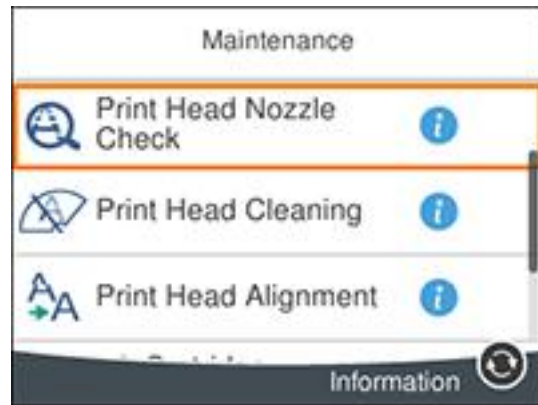 Maintenance
Print Head Nozzle
Check
Print Head Cleaning
Print Head Alignment
Information